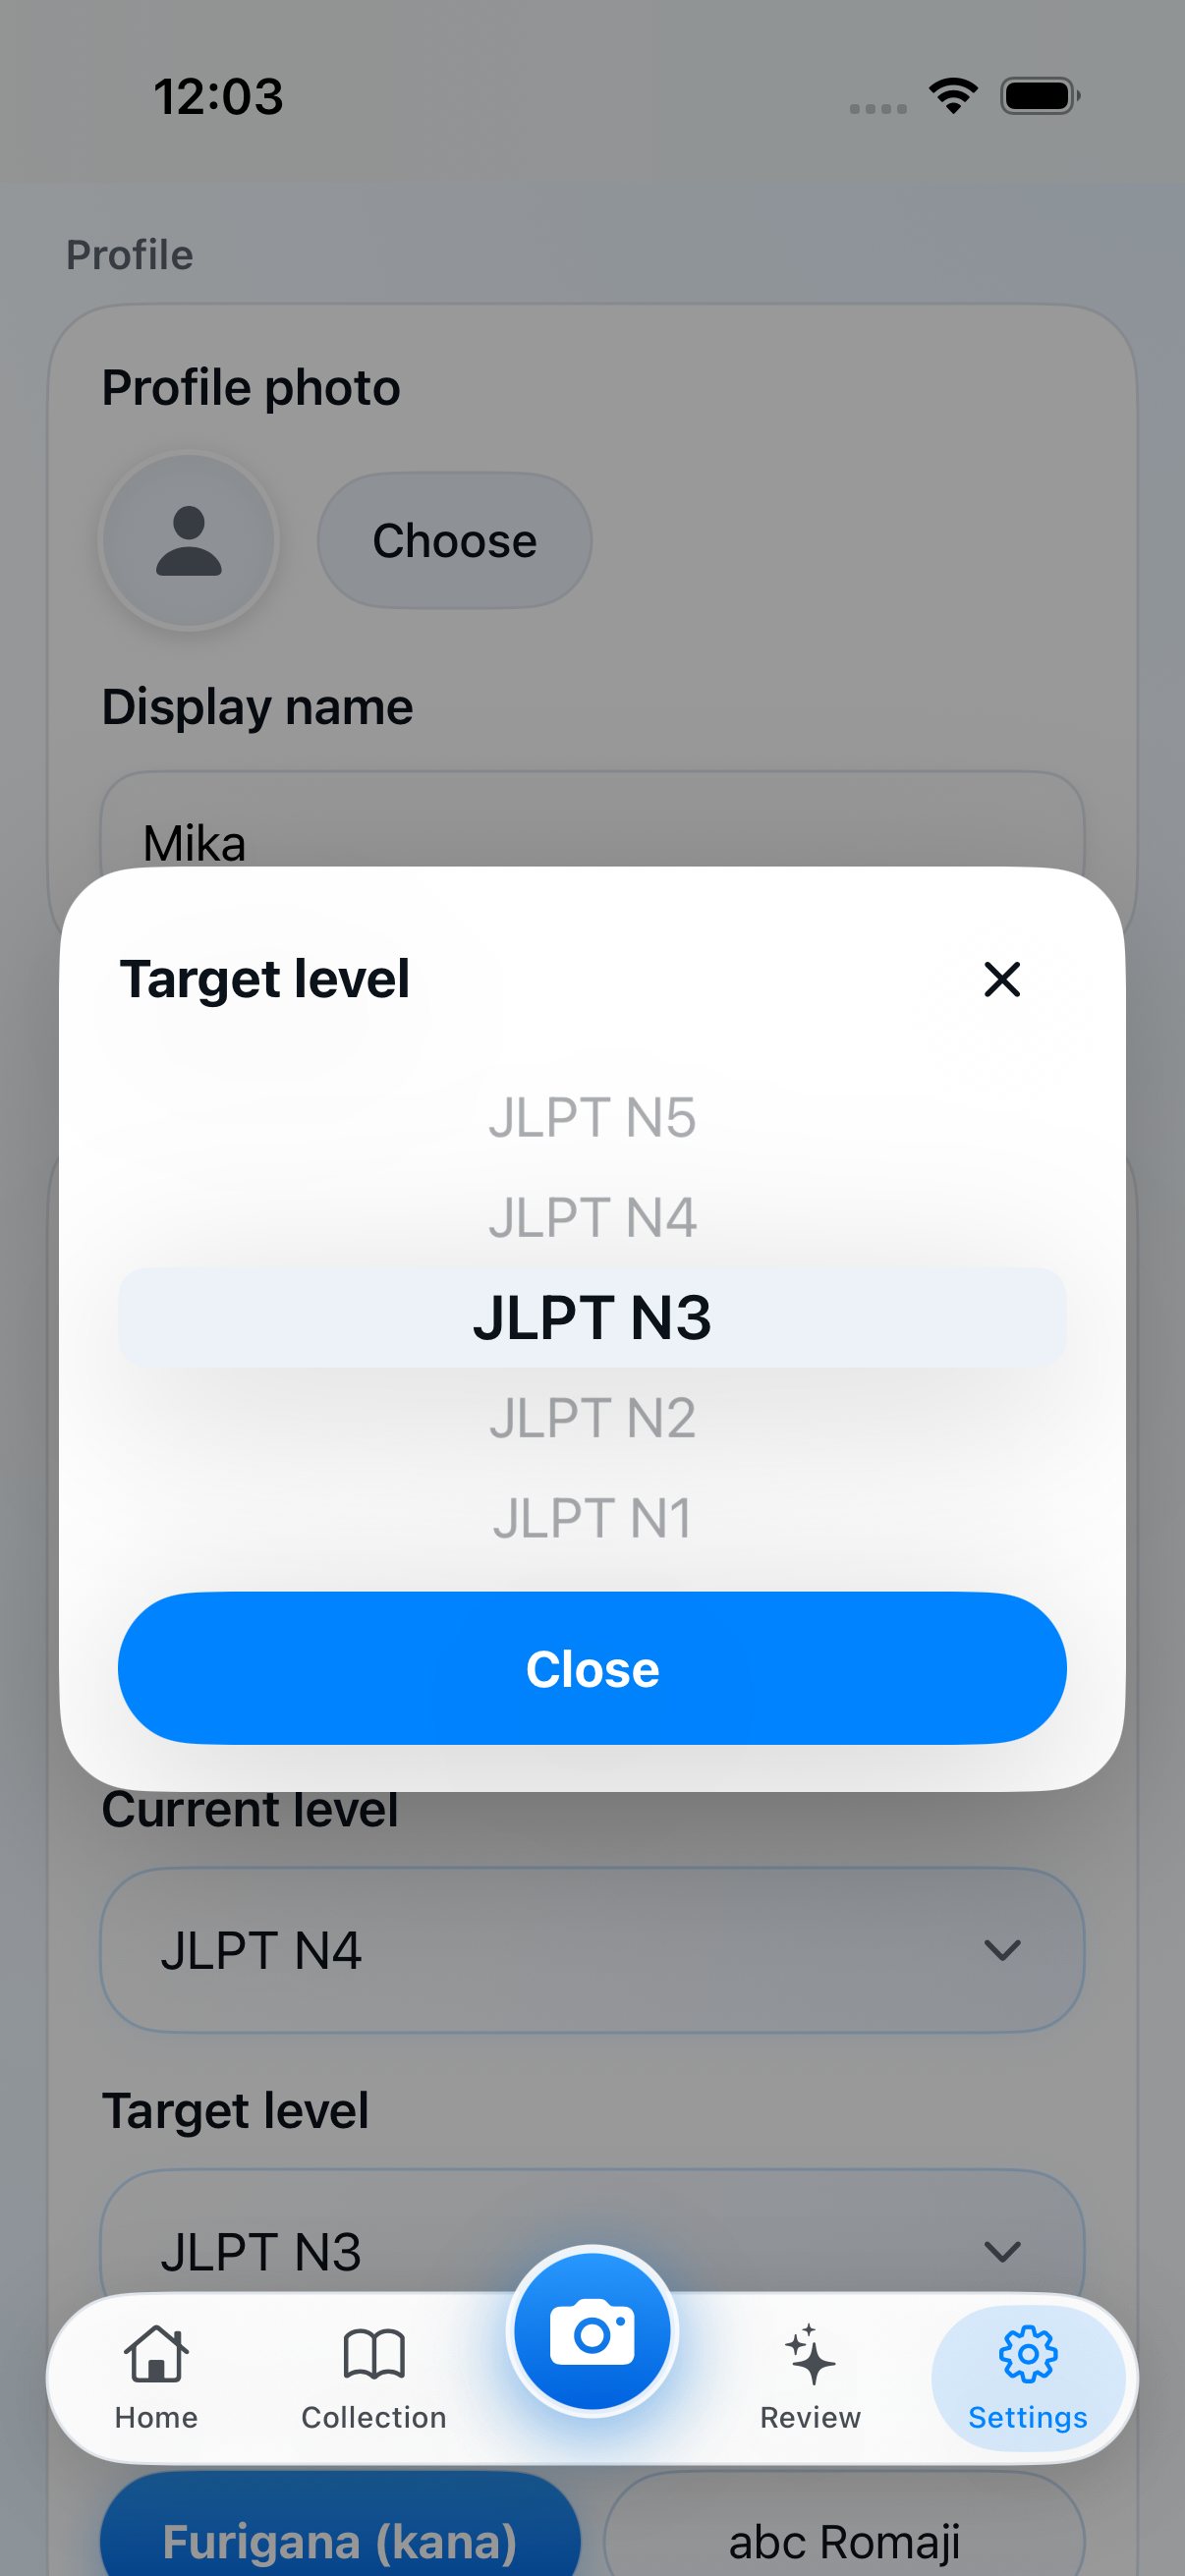 12:03
Profile
Profile photo
Choose
Display name
Mika
Target level
JLPT N5
JLPT N4
JLPT N3
JLPT N2
JLPT N1
Close
Current level
JLPT N4
Target level
JLPT N3
Home
Collection
Review
Settings
Furigana (kana)
abc Romaji